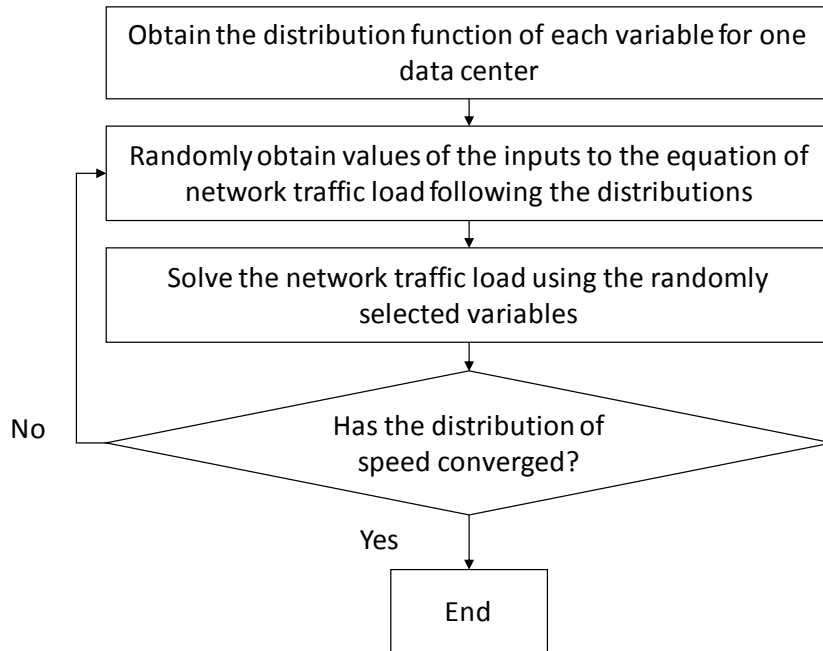 Obtain the distribution function of each variable for one
data center
Randomly obtain values of the inputs to the equation of
network traffic load following the distributions
Solve the network traffic load using the randomly
selected variables
Has the distribution of
speed converged?
No
Yes
End